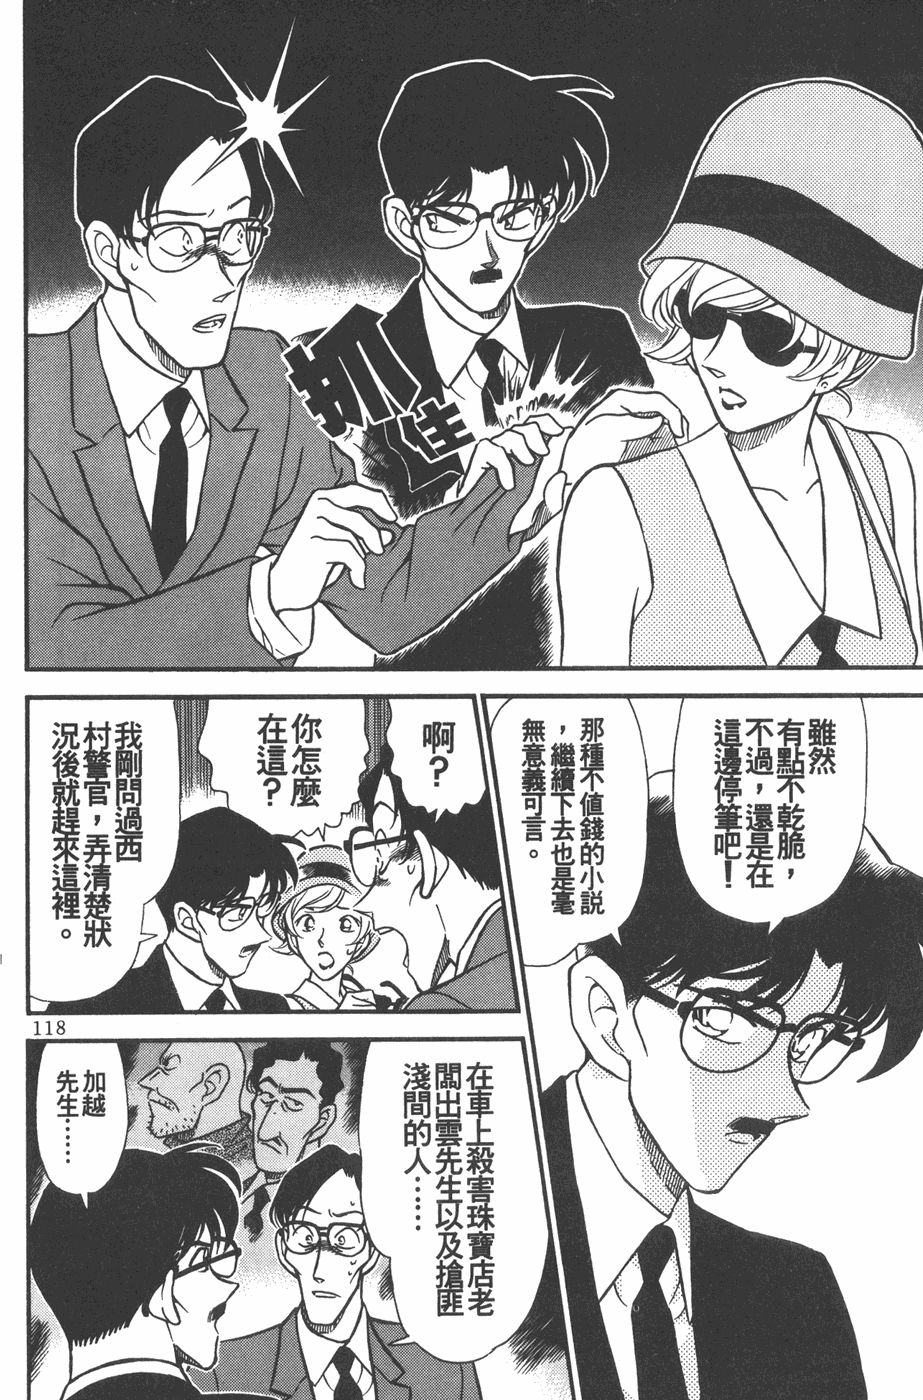 抓住
雖然
有點不乾脆，
不過，還是在
這邊停筆吧！
那種不值錢的小說
，繼續下去也是毫
無意義可言。
啊？
你怎麼
在這？
我剛問過西
村警官，弄清楚狀
況後就趕來這裡。
118
在車上殺害珠寶店老
闆出雲先生以及搶匪
淺間的人……
加越
先生……